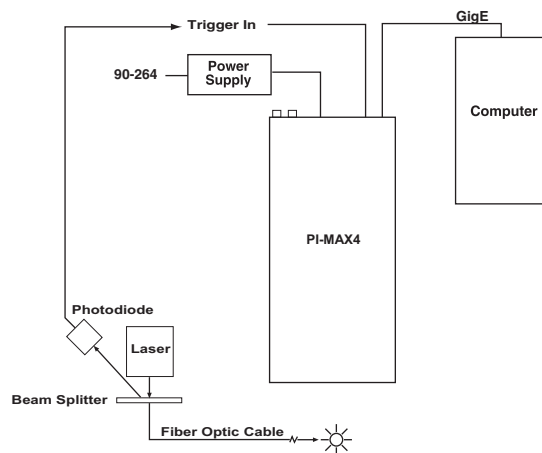 GigE
Trigger In
Power
Supply
90-264
Computer
PI-MAX4
Photodiode
Laser
Beam Splitter
Fiber Optic Cable